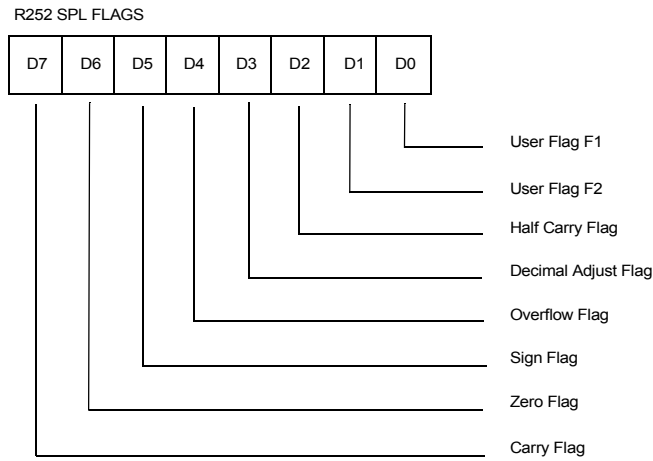 R252 SPL FLAGS
D7 D6 D5 D4 D3 D2 D1 D0
User Flag F1
User Flag F2
Half Carry Flag
Decimal Adjust Flag
Overflow Flag
Sign Flag
Zero Flag
Carry Flag